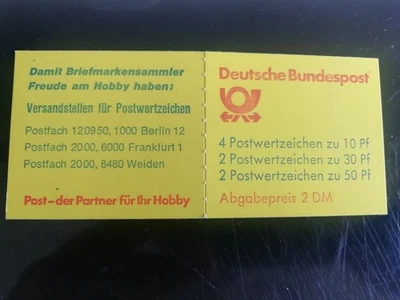 Damit Briefmarkensammler
Freude am Hobby haben:
Versandstellen für Postwertzeichen
Postfach 120950, 1000 Berlin 12
Postfach 2000, 6000 Frankfurt 1
Postfach 2000, 8480 Weiden
Post–der Partner für Ihr Hobby
Deutsche Bundespost
4 Postwertzeichen zu 10 Pf
2 Postwertzeichen zu 30 Pf
2 Postwertzeichen zu 50 Pf
Abgabepreis 2 DM